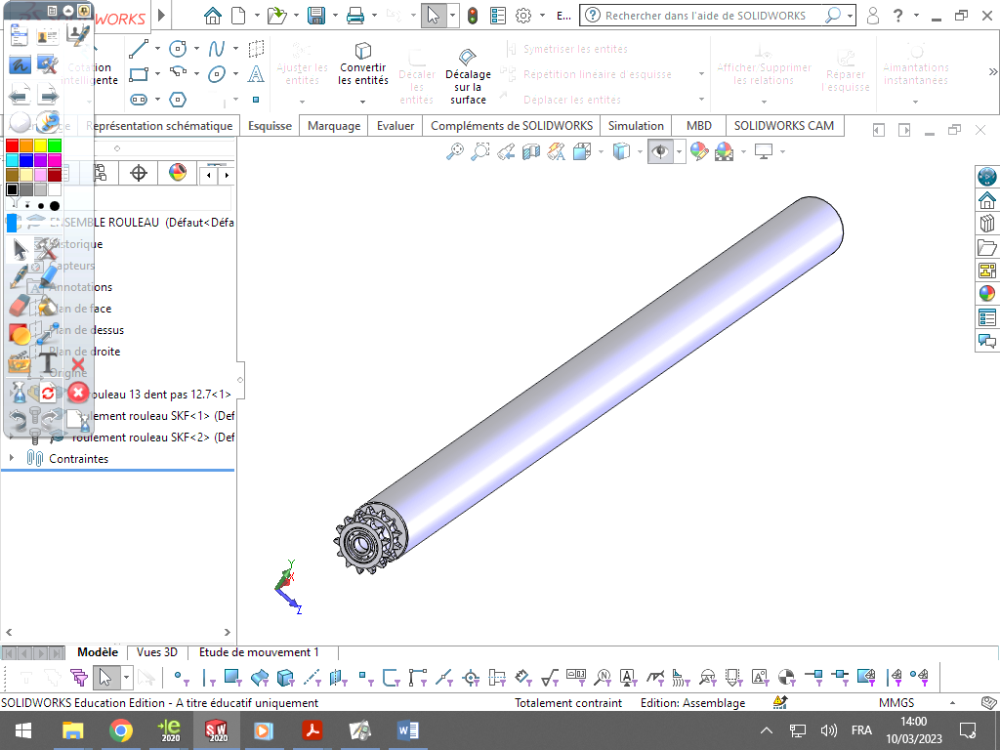 SOLIDWORKS
E...
Rechercher dans l'aide de SOLIDWORKS
Ajuster les entités
Convertir les entités
Décaler les entités
Décalage sur la surface
Symétriser les entités
Répétition linéaire d'esquisse
Déplacer les entités
Afficher/Supprimer les relations
Réparer l'esquisse
Aimantations instantanées
Représentation schématique
Esquisse
Marquage
Evaluer
Compléments de SOLIDWORKS
Simulation
MBD
SOLIDWORKS CAM
ENSEMBLE ROULEAU (Défaut<Défa
Historique
Capteurs
Annotations
Plan de face
Plan de dessus
Plan de droite
Origine
ouleau 13 dent pas 12.7<1>
roulement rouleau SKF<1> (Def
roulement rouleau SKF<2> (Def
Contraintes
Y
X
Z
Modèle
Vues 3D
Etude de mouvement 1
SOLIDWORKS Education Edition - A titre éducatif uniquement
Totalement contraint
Edition: Assemblage
MMGS
2020
SW
2020
FRA
14:00
10/03/2023